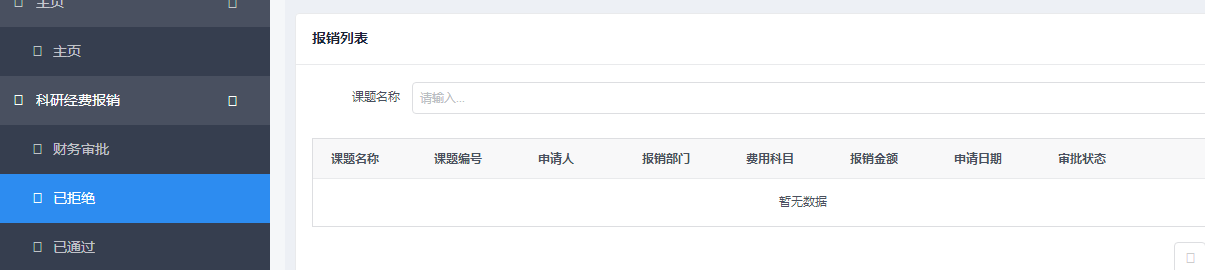 主页
主页
科研经费报销
财务审批
已拒绝
已通过
报销列表
课题名称 请输入...
课题名称 课题编号 申请人 报销部门 费用科目 报销金额 申请日期 审批状态
暂无数据